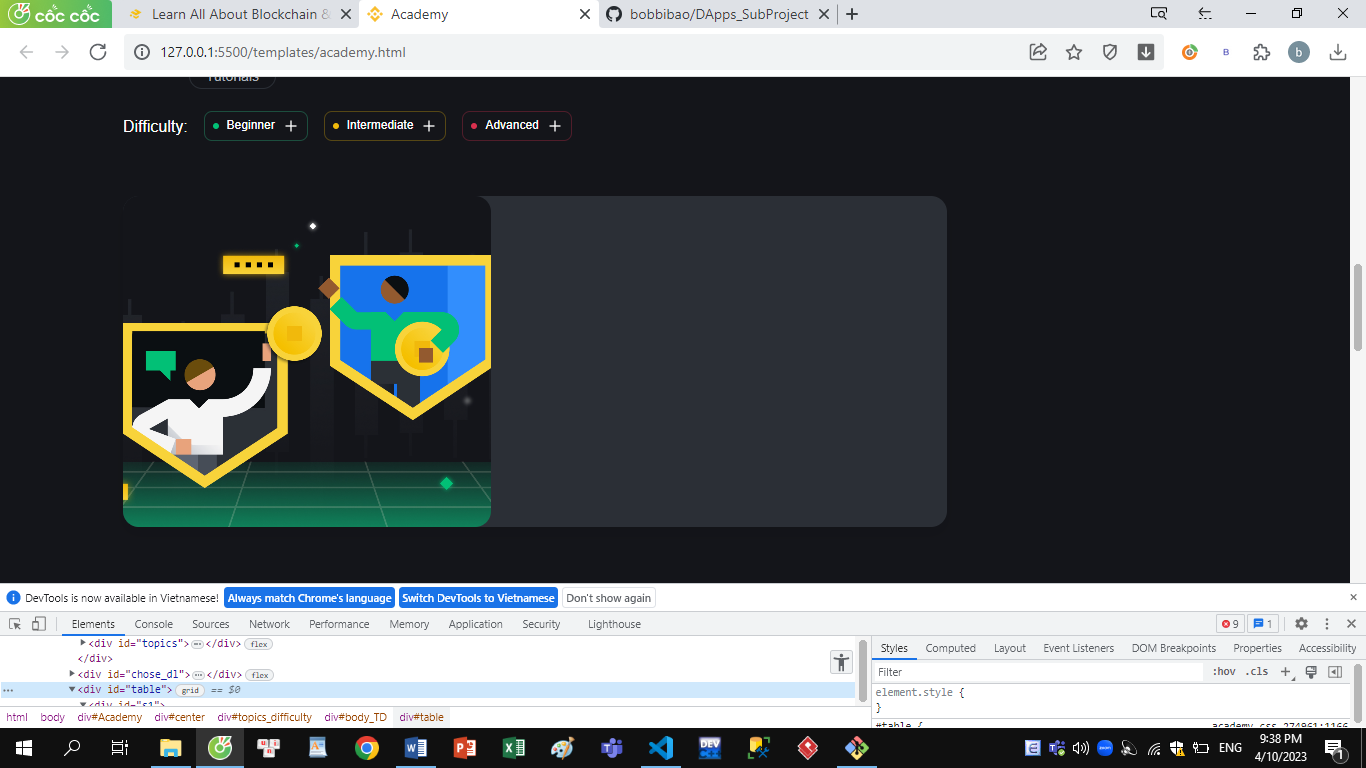 cốc cốc
Learn All About Blockchain &
Academy
bobbibao/DApps_SubProject
127.0.0.1:5500/templates/academy.html
B
b
Tutorials
Difficulty:
Beginner +
Intermediate +
Advanced +
DevTools is now available in Vietnamese!
Always match Chrome's language
Switch DevTools to Vietnamese
Don't show again
Elements
Console
Sources
Network
Performance
Memory
Application
Security
Lighthouse
9
1
<div id="topics"> ⋯ </div> flex
</div>
<div id="chose_dl"> ⋯ </div> flex
<div id="table"> grid == $0
<div id="s1">
html body div#Academy div#center div#topics_difficulty div#body_TD div#table
Styles
Computed
Layout
Event Listeners
DOM Breakpoints
Properties
Accessibility
Filter
:hov .cls
element.style {
}
#table {
academy.css.274961:1166
DEV
ENG
9:38 PM
4/10/2023
1